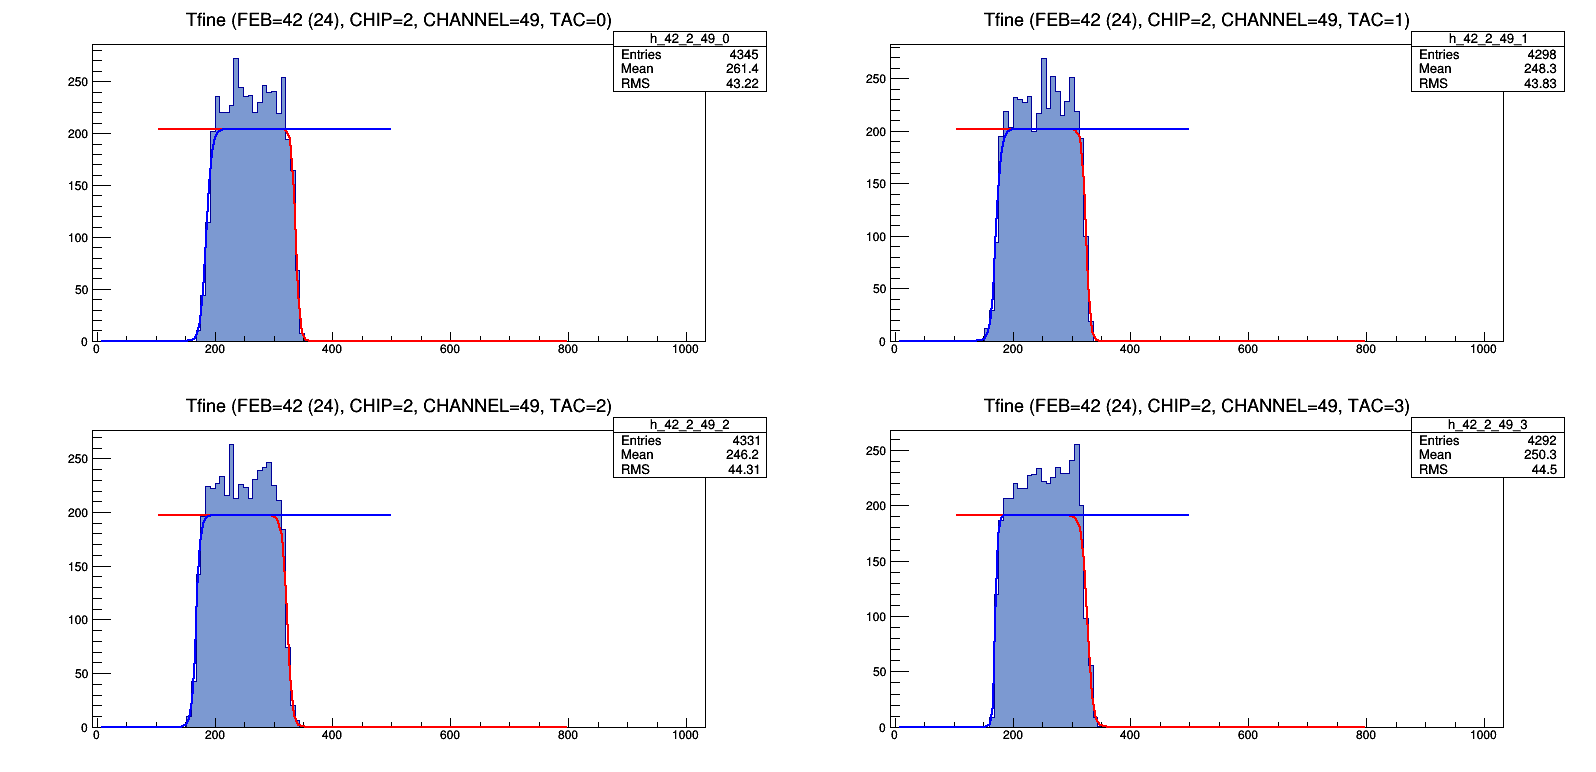 Tfine (FEB=42 (24), CHIP=2, CHANNEL=49, TAC=0)
h_42_2_49_0
Entries 4345
Mean 261.4
RMS 43.22
250
200
150
100
50
0
0 200 400 600 800 1000
Tfine (FEB=42 (24), CHIP=2, CHANNEL=49, TAC=1)
h_42_2_49_1
Entries 4298
Mean 248.3
RMS 43.83
250
200
150
100
50
0
0 200 400 600 800 1000
Tfine (FEB=42 (24), CHIP=2, CHANNEL=49, TAC=2)
h_42_2_49_2
Entries 4331
Mean 246.2
RMS 44.31
250
200
150
100
50
0
0 200 400 600 800 1000
Tfine (FEB=42 (24), CHIP=2, CHANNEL=49, TAC=3)
h_42_2_49_3
Entries 4292
Mean 250.3
RMS 44.5
250
200
150
100
50
0
0 200 400 600 800 1000